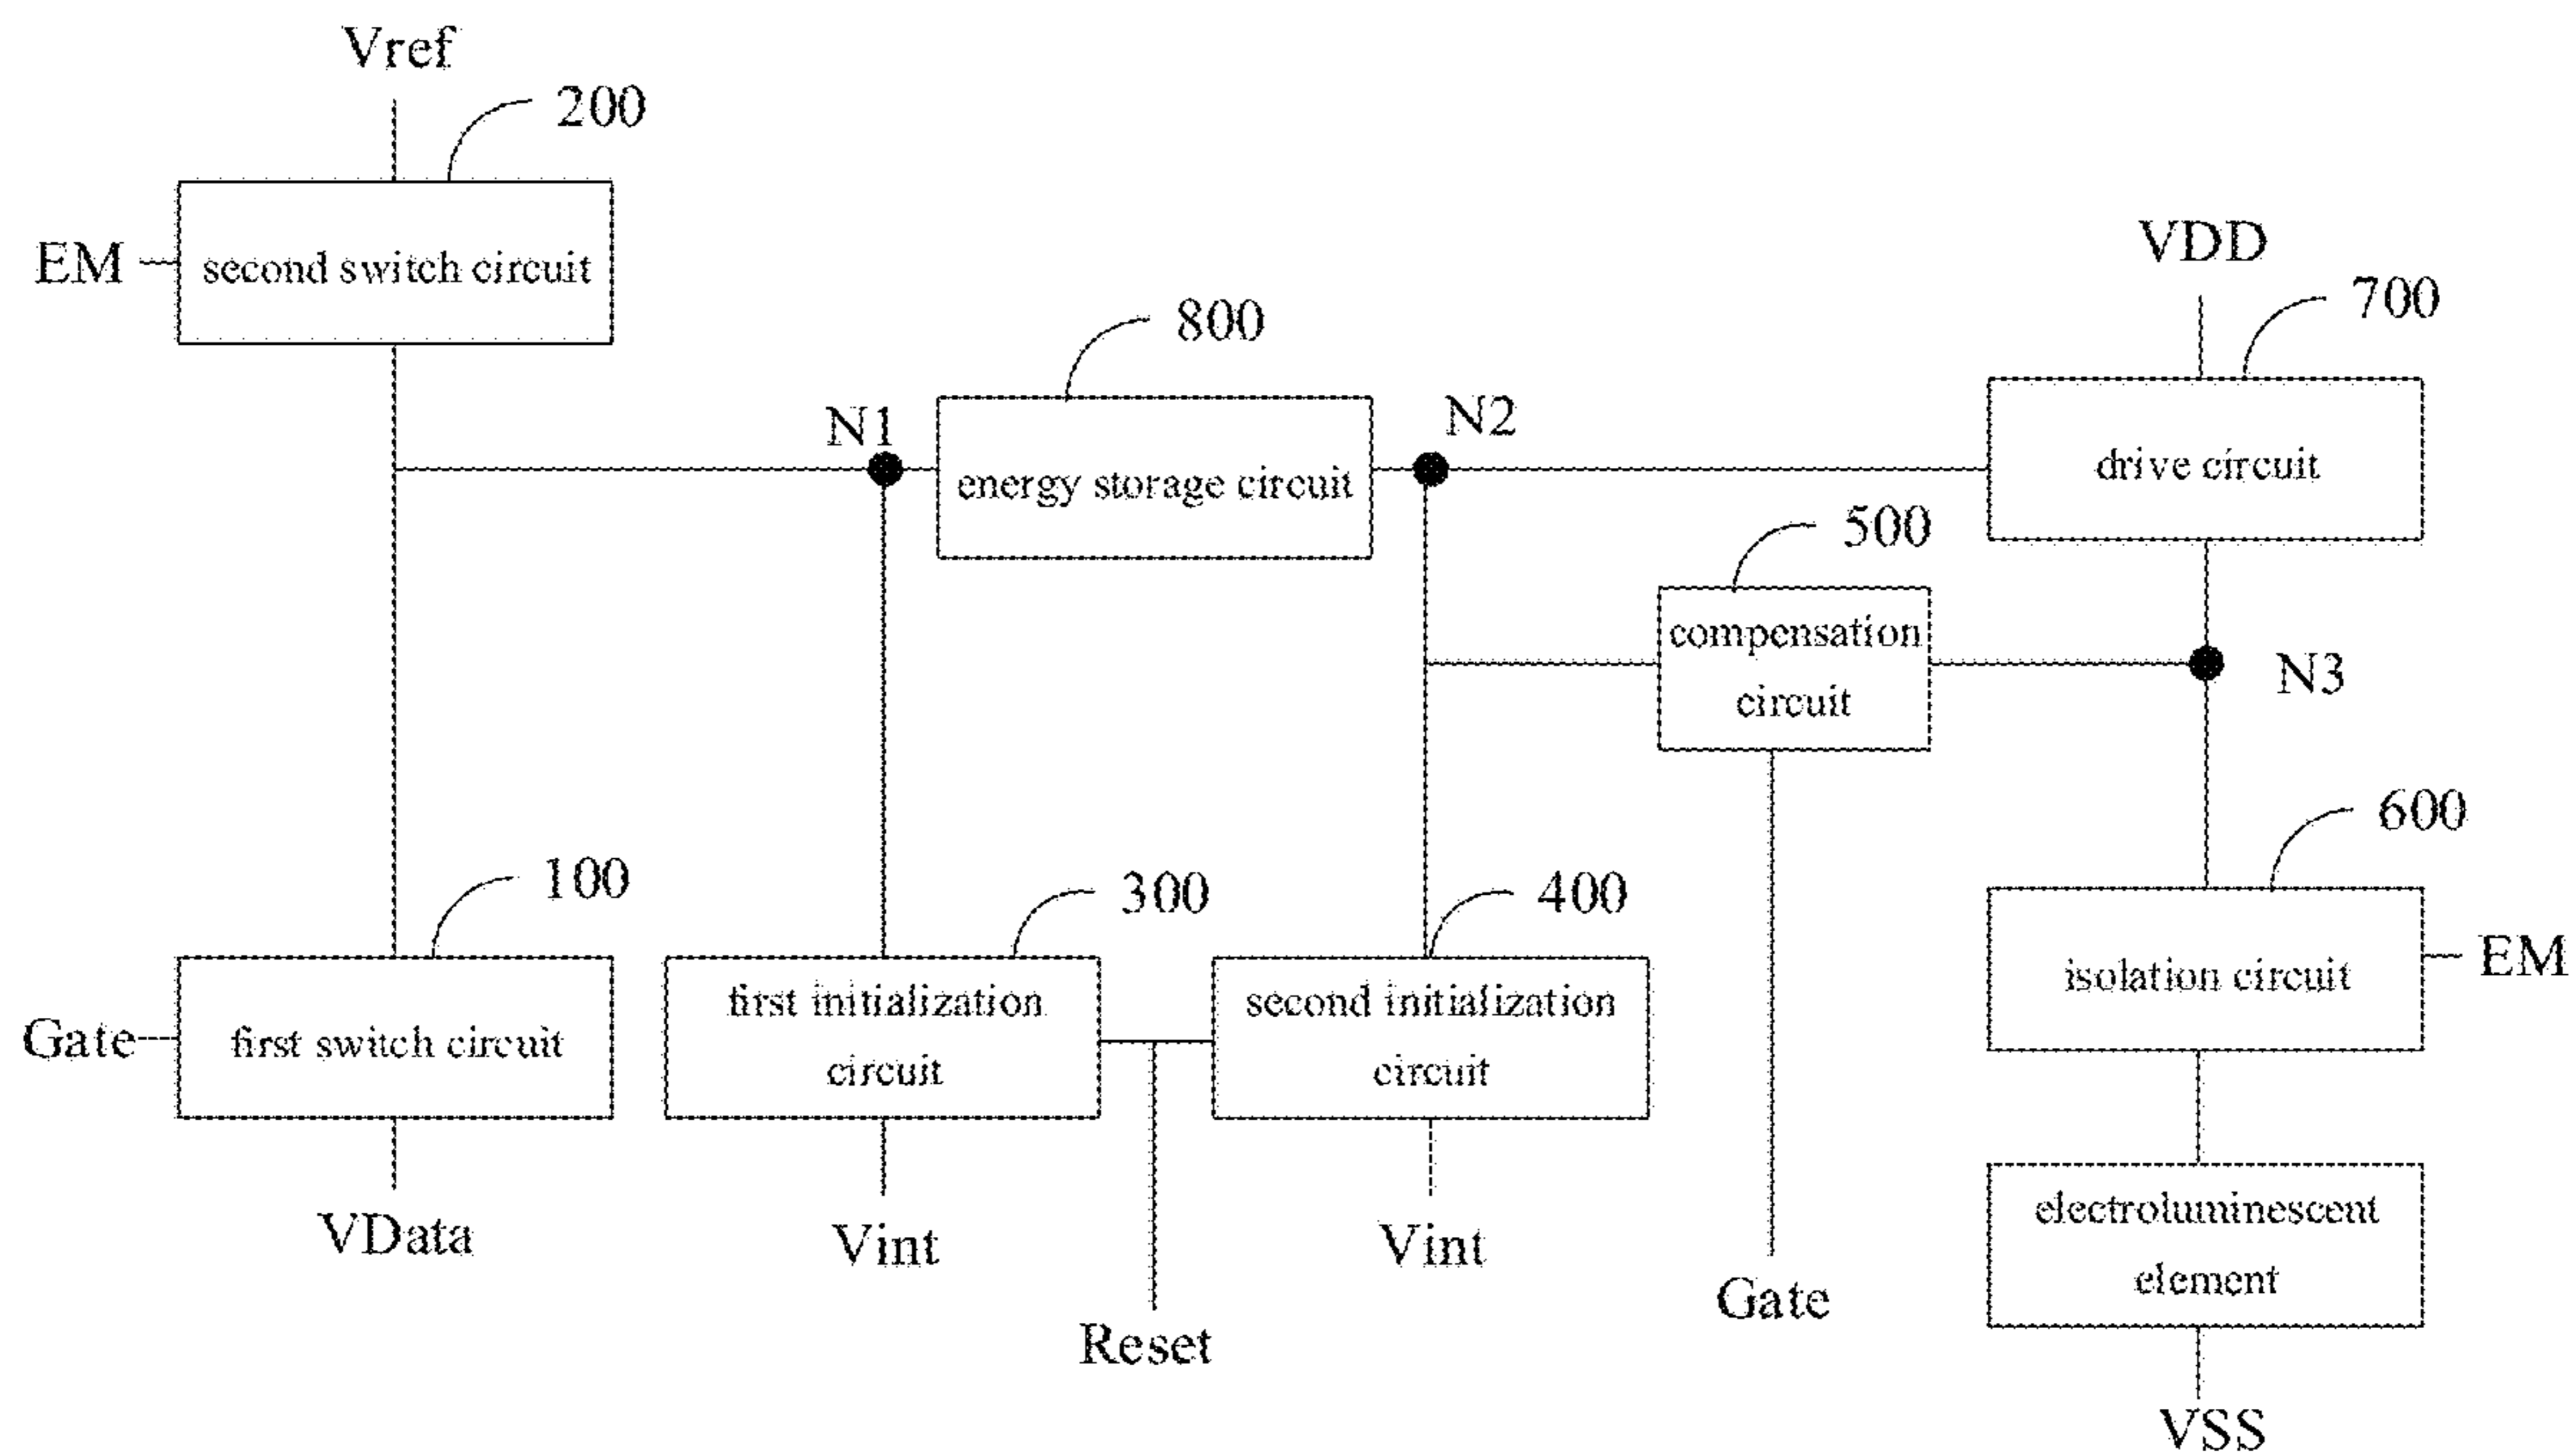 Vref
200
EM
second switch circuit
VDD
700
800
N1
N2
energy storage circuit
drive circuit
500
compensation
circuit
N3
600
100
300
400
Gate
first switch circuit
first initialization
circuit
second initialization
circuit
isolation circuit
EM
VData
Vint
Vint
Reset
Gate
electroluminescent
element
VSS